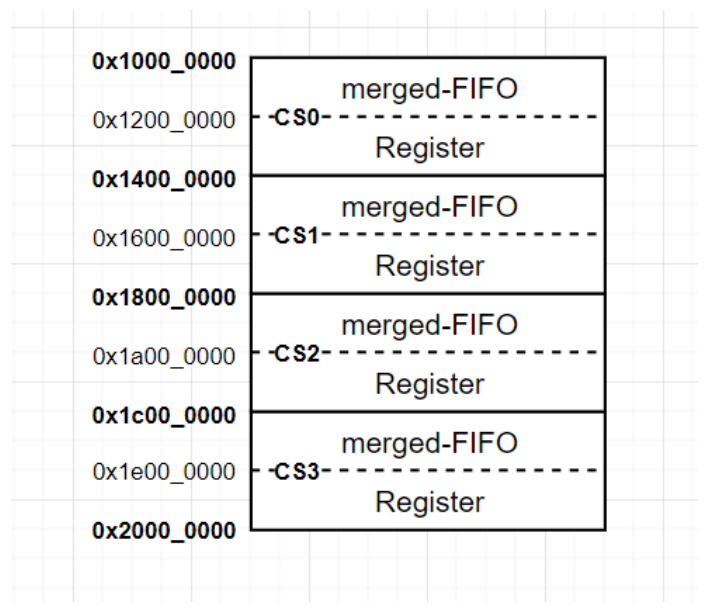 0x1000_0000
merged-FIFO
0x1200_0000 CS0
Register
0x1400_0000
merged-FIFO
0x1600_0000 CS1
Register
0x1800_0000
merged-FIFO
0x1a00_0000 CS2
Register
0x1c00_0000
merged-FIFO
0x1e00_0000 CS3
Register
0x2000_0000